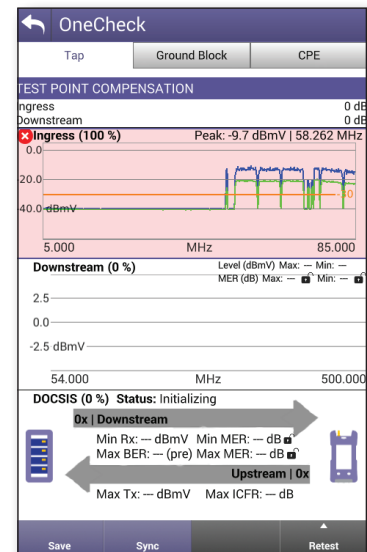 OneCheck
Tap Ground Block CPE
TEST POINT COMPENSATION
ngress 0 dB
Downstream 0 dB
Ingress (100 %) Peak: -9.7 dBmV | 58.262 MHz
0.0
20.0
40.0 dBmV
5.000 MHz 85.000
Downstream (0 %) Level (dBmV) Max: --- Min: ---
MER (dB) Max: --- Min: ---
2.5
0.0
-2.5 dBmV
54.000 MHz 500.000
DOCSIS (0 %) Status: Initializing
0x | Downstream
Min Rx: --- dBmV Min MER: --- dB
Max BER: --- (pre) Max MER: --- dB
Upstream | 0x
Max Tx: --- dBmV Max ICFR: --- dB
Save Sync Retest